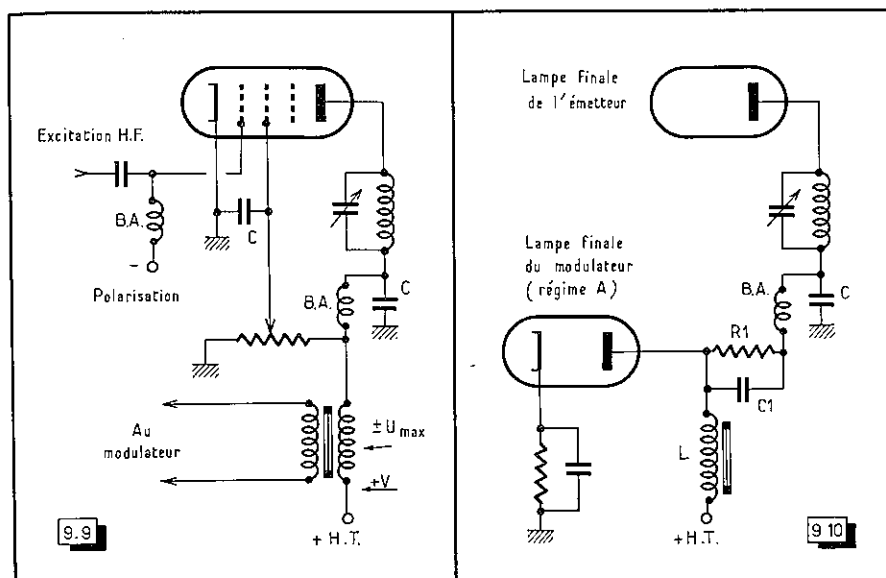 Excitation H.F.
B.A.
C
−
Polarisation
B.A.
C
Au
modulateur
± U max
+V
+ H.T.
9.9
Lampe finale
de l'émetteur
Lampe finale
du modulateur
(régime A)
B.A.
C
R1
C1
L
+H.T.
9 10